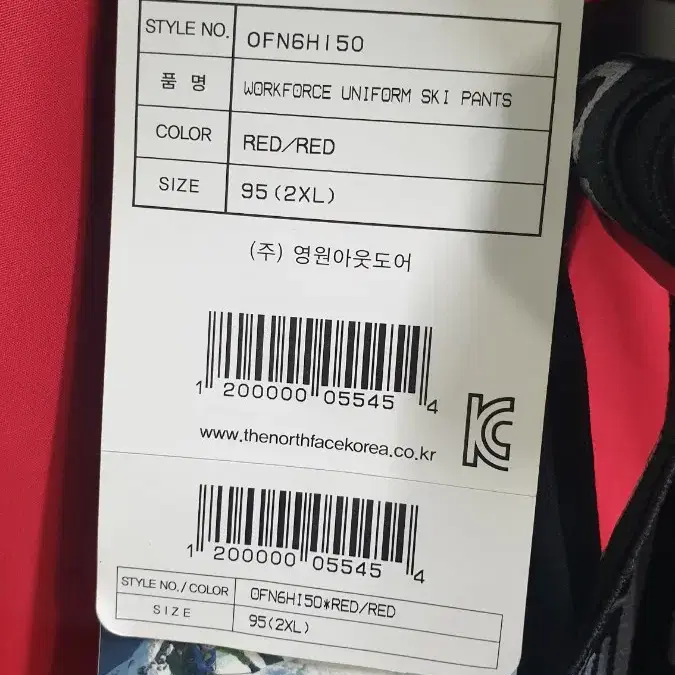 STYLE NO. OFN6HI50
품 명 WORKFORCE UNIFORM SKI PANTS
COLOR RED/RED
SIZE 95(2XL)
(주) 영원아웃도어
1 200000 05545 4
www.thenorthfacekorea.co.kr
KC
1 200000 05545 4
STYLE NO./COLOR OFN6HI50*RED/RED
SIZE 95(2XL)